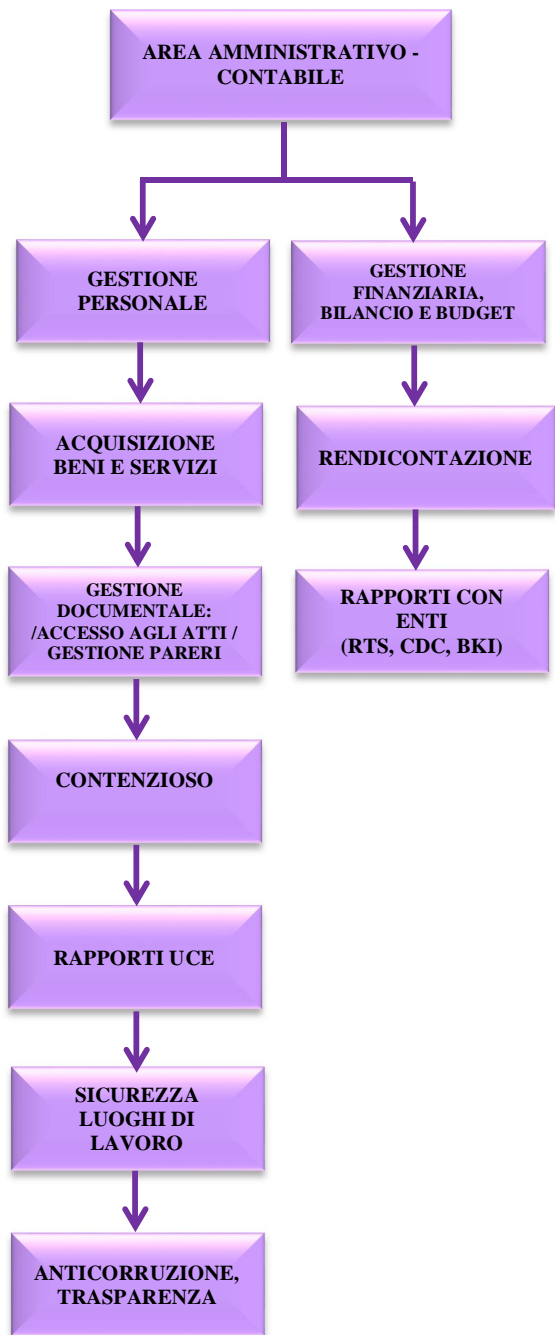 AREA AMMINISTRATIVO -
CONTABILE
GESTIONE
PERSONALE
GESTIONE
FINANZIARIA,
BILANCIO E BUDGET
ACQUISIZIONE
BENI E SERVIZI
RENDICONTAZIONE
GESTIONE
DOCUMENTALE:
/ACCESSO AGLI ATTI /
GESTIONE PARERI
RAPPORTI CON
ENTI
(RTS, CDC, BKI)
CONTENZIOSO
RAPPORTI UCE
SICUREZZA
LUOGHI DI
LAVORO
ANTICORRUZIONE,
TRASPARENZA